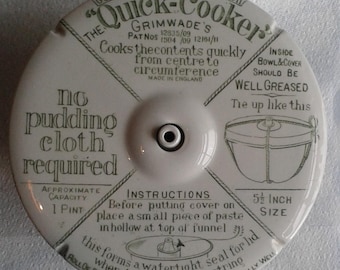 THE
"Quick-Cooker"
GRIMWADE'S
PAT Nos
Cooks the contents quickly
from centre to
circumference
MADE IN ENGLAND
INSIDE
BOWL & COVER
SHOULD BE
WELL GREASED
Tie up like this
5½ INCH
SIZE
INSTRUCTIONS
Before putting cover on
place a small piece of paste
in hollow at top of funnel
this forms a watertight seal for lid
string
no
pudding
cloth
required
APPROXIMATE
CAPACITY
1 PINT